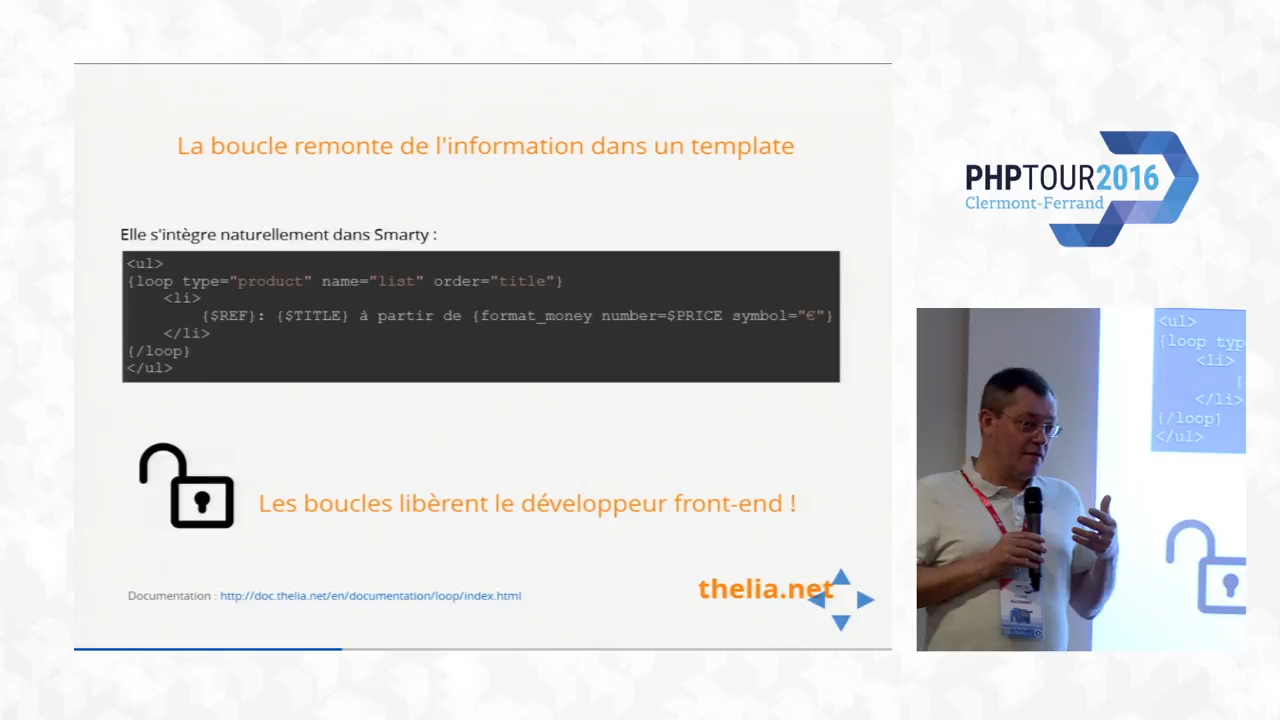 La boucle remonte de l'information dans un template
Elle s'intègre naturellement dans Smarty :
<ul>
{loop type="product" name="list" order="title"}
<li>
{$REF}: {$TITLE} à partir de {format_money number=$PRICE symbol="€"}
</li>
{/loop}
</ul>
Les boucles libèrent le développeur front-end !
Documentation : http://doc.thelia.net/en/documentation/loop/index.html
thelia.net
PHPTOUR2016
Clermont-Ferrand
<ul>
{loop typ
<li>
</li>
{/loop}
</ul>